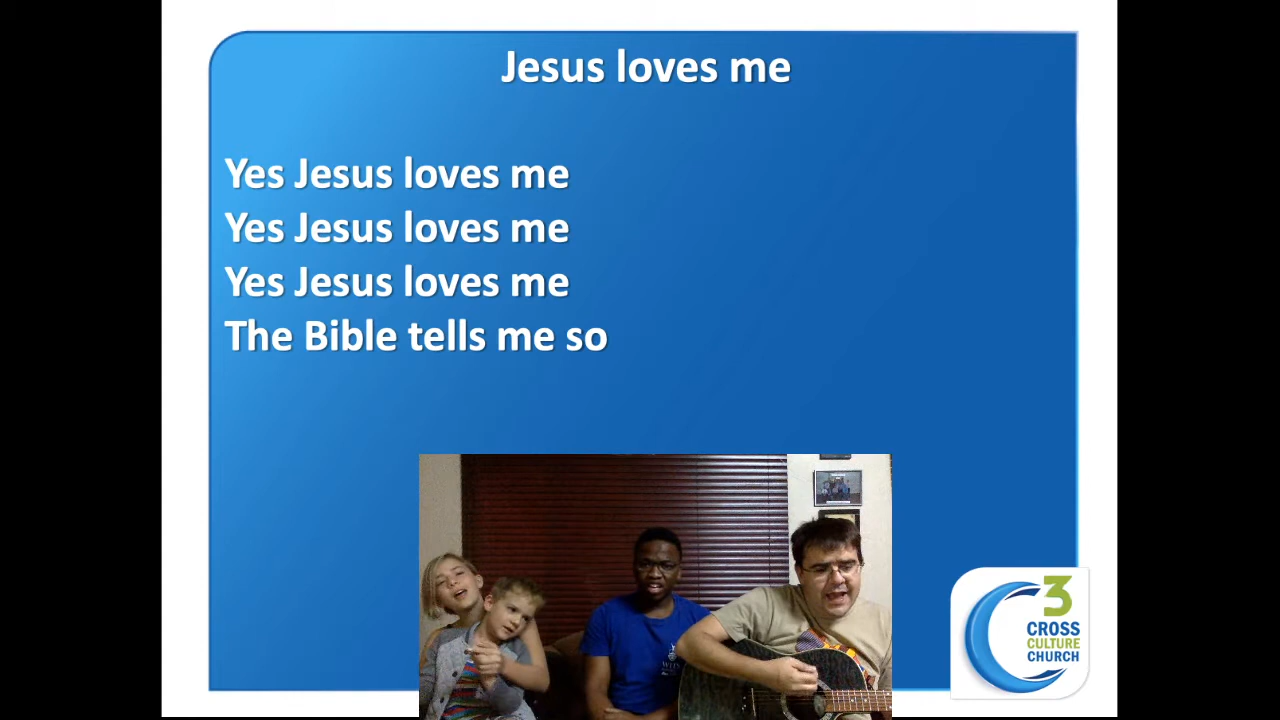 Jesus loves me
Yes Jesus loves me
Yes Jesus loves me
Yes Jesus loves me
The Bible tells me so
3
CROSS
CULTURE
CHURCH